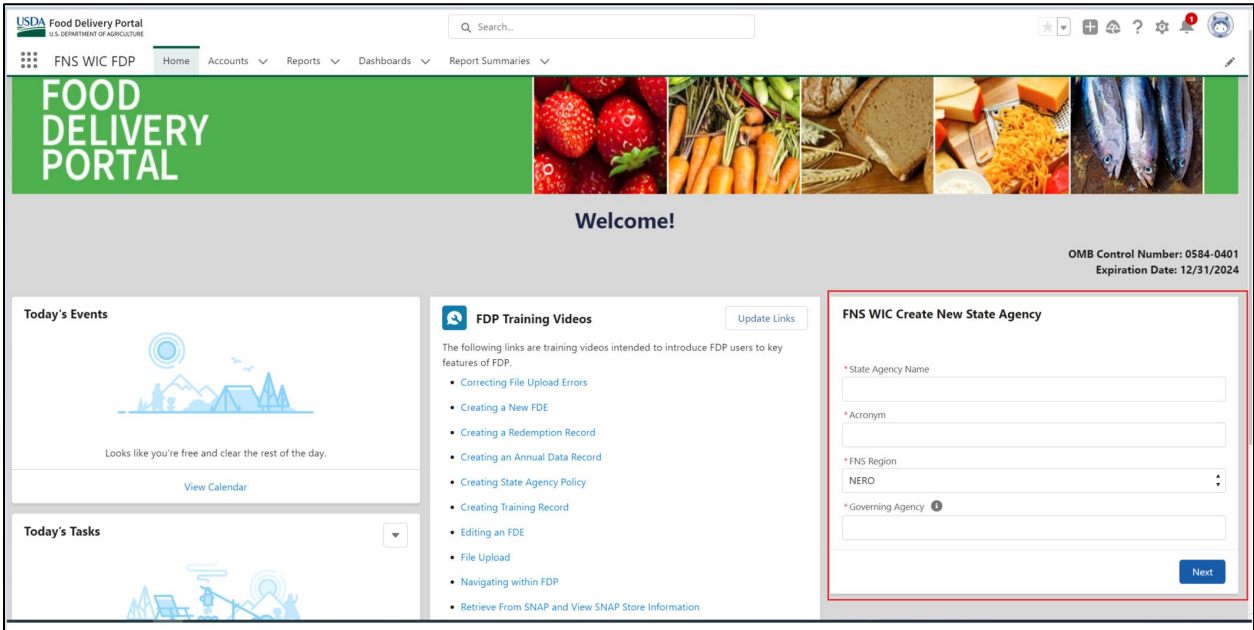 USDA Food Delivery Portal
U.S. DEPARTMENT OF AGRICULTURE
Search...
1
FNS WIC FDP
Home
Accounts
Reports
Dashboards
Report Summaries
FOOD
DELIVERY
PORTAL
Welcome!
OMB Control Number: 0584-0401
Expiration Date: 12/31/2024
Today's Events
Looks like you're free and clear the rest of the day.
View Calendar
Today's Tasks
FDP Training Videos
Update Links
The following links are training videos intended to introduce FDP users to key
features of FDP.
• Correcting File Upload Errors
• Creating a New FDE
• Creating a Redemption Record
• Creating an Annual Data Record
• Creating State Agency Policy
• Creating Training Record
• Editing an FDE
• File Upload
• Navigating within FDP
• Retrieve From SNAP and View SNAP Store Information
FNS WIC Create New State Agency
* State Agency Name
* Acronym
* FNS Region
NERO
* Governing Agency
Next